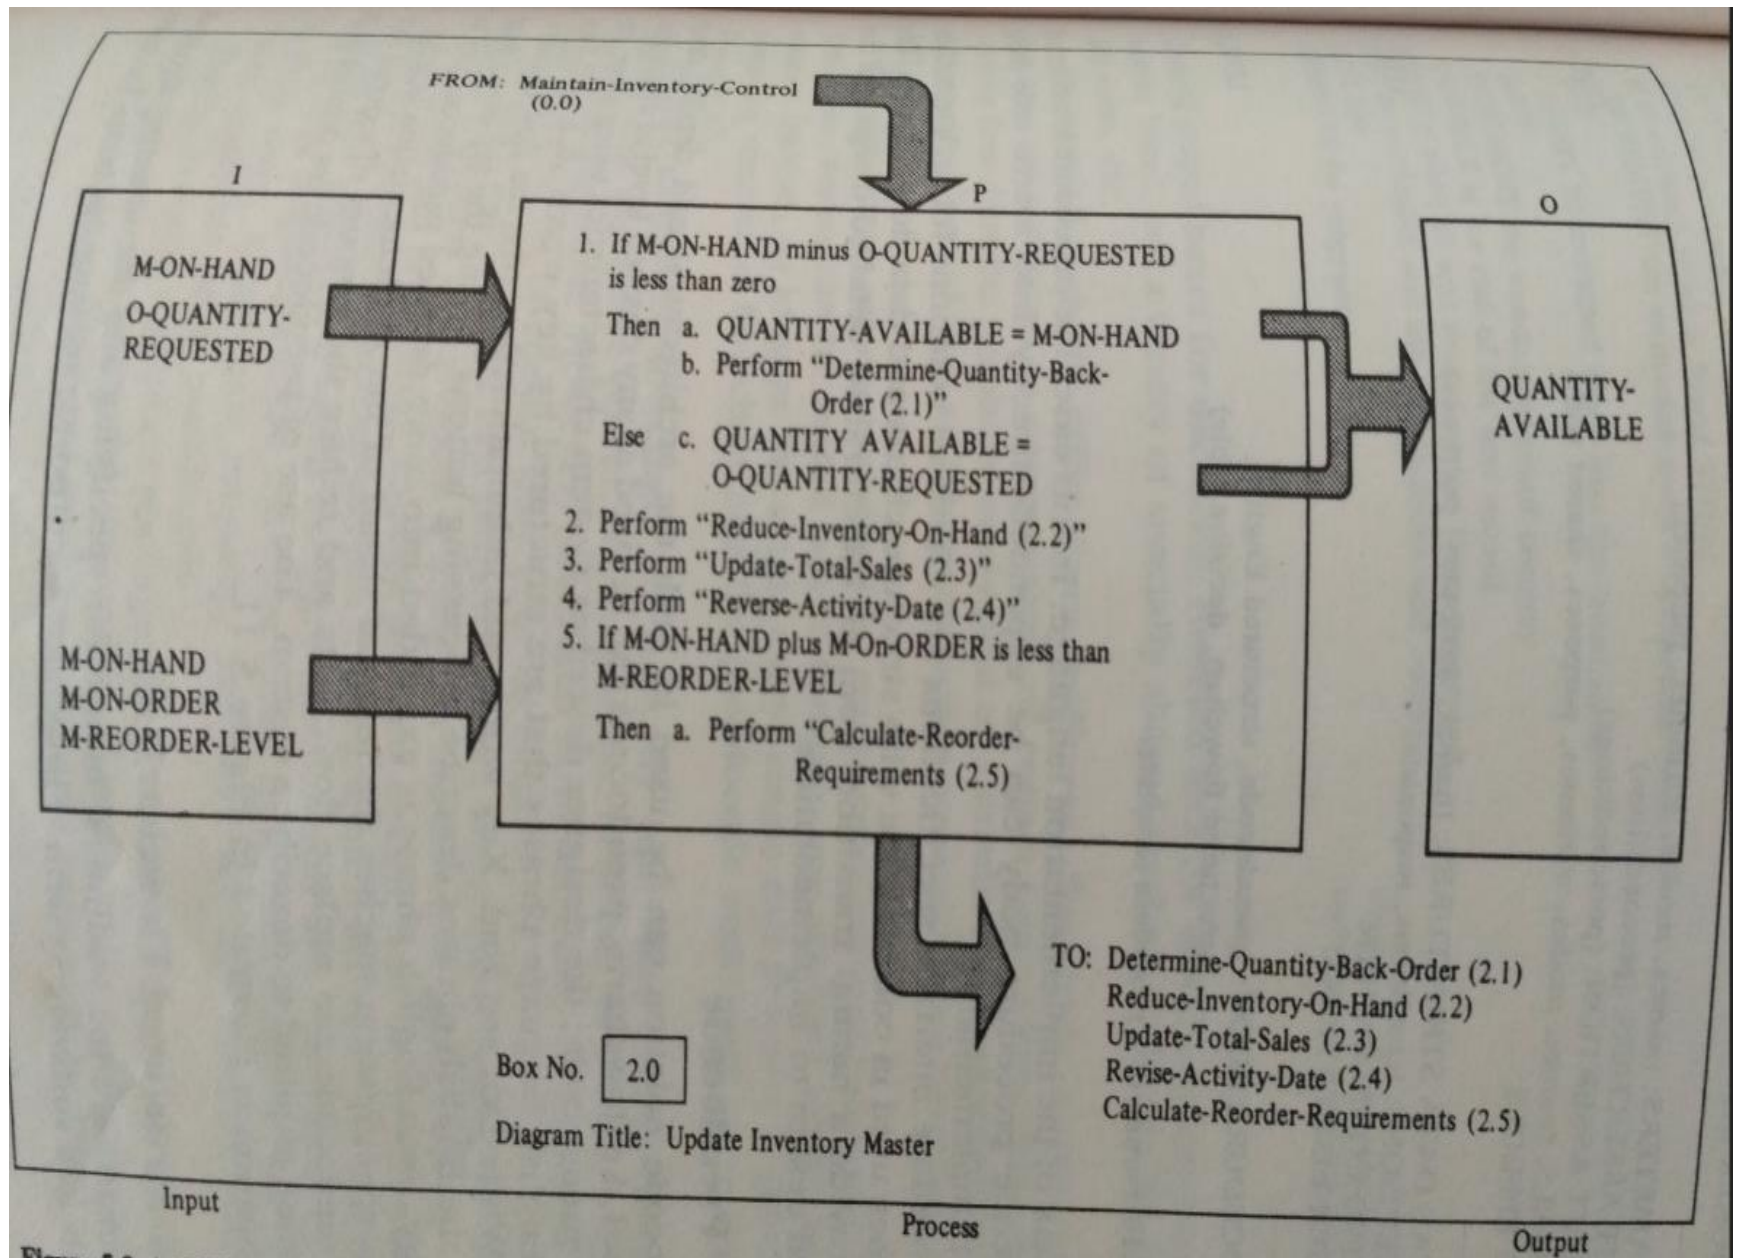 FROM: Maintain-Inventory-Control
(0.0)
I
P
O
M-ON-HAND
O-QUANTITY-
REQUESTED
M-ON-HAND
M-ON-ORDER
M-REORDER-LEVEL
1. If M-ON-HAND minus O-QUANTITY-REQUESTED
is less than zero
Then a. QUANTITY-AVAILABLE = M-ON-HAND
b. Perform “Determine-Quantity-Back-
Order (2.1)”
Else c. QUANTITY AVAILABLE =
O-QUANTITY-REQUESTED
2. Perform “Reduce-Inventory-On-Hand (2.2)”
3. Perform “Update-Total-Sales (2.3)”
4. Perform “Reverse-Activity-Date (2.4)”
5. If M-ON-HAND plus M-On-ORDER is less than
M-REORDER-LEVEL
Then a. Perform “Calculate-Reorder-
Requirements (2.5)
QUANTITY-
AVAILABLE
TO: Determine-Quantity-Back-Order (2.1)
Reduce-Inventory-On-Hand (2.2)
Update-Total-Sales (2.3)
Revise-Activity-Date (2.4)
Calculate-Reorder-Requirements (2.5)
Box No. 2.0
Diagram Title: Update Inventory Master
Input
Process
Output